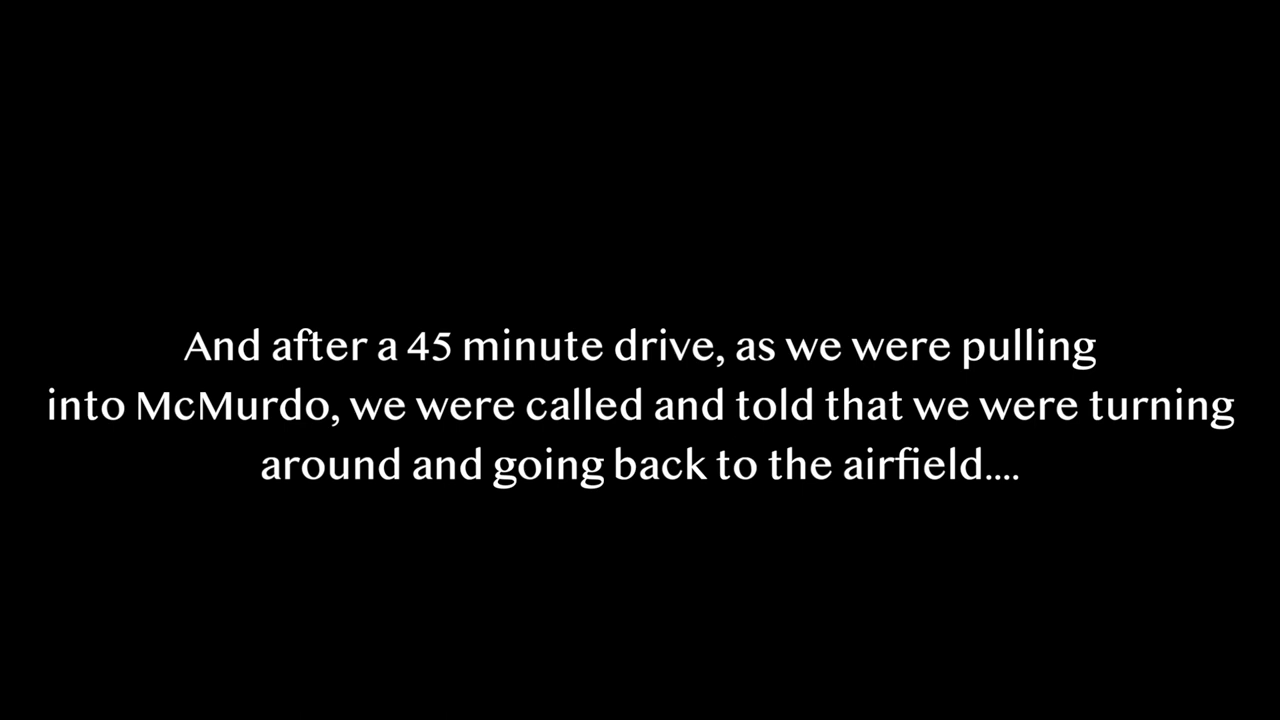 And after a 45 minute drive, as we were pulling
into McMurdo, we were called and told that we were turning
around and going back to the airfield....